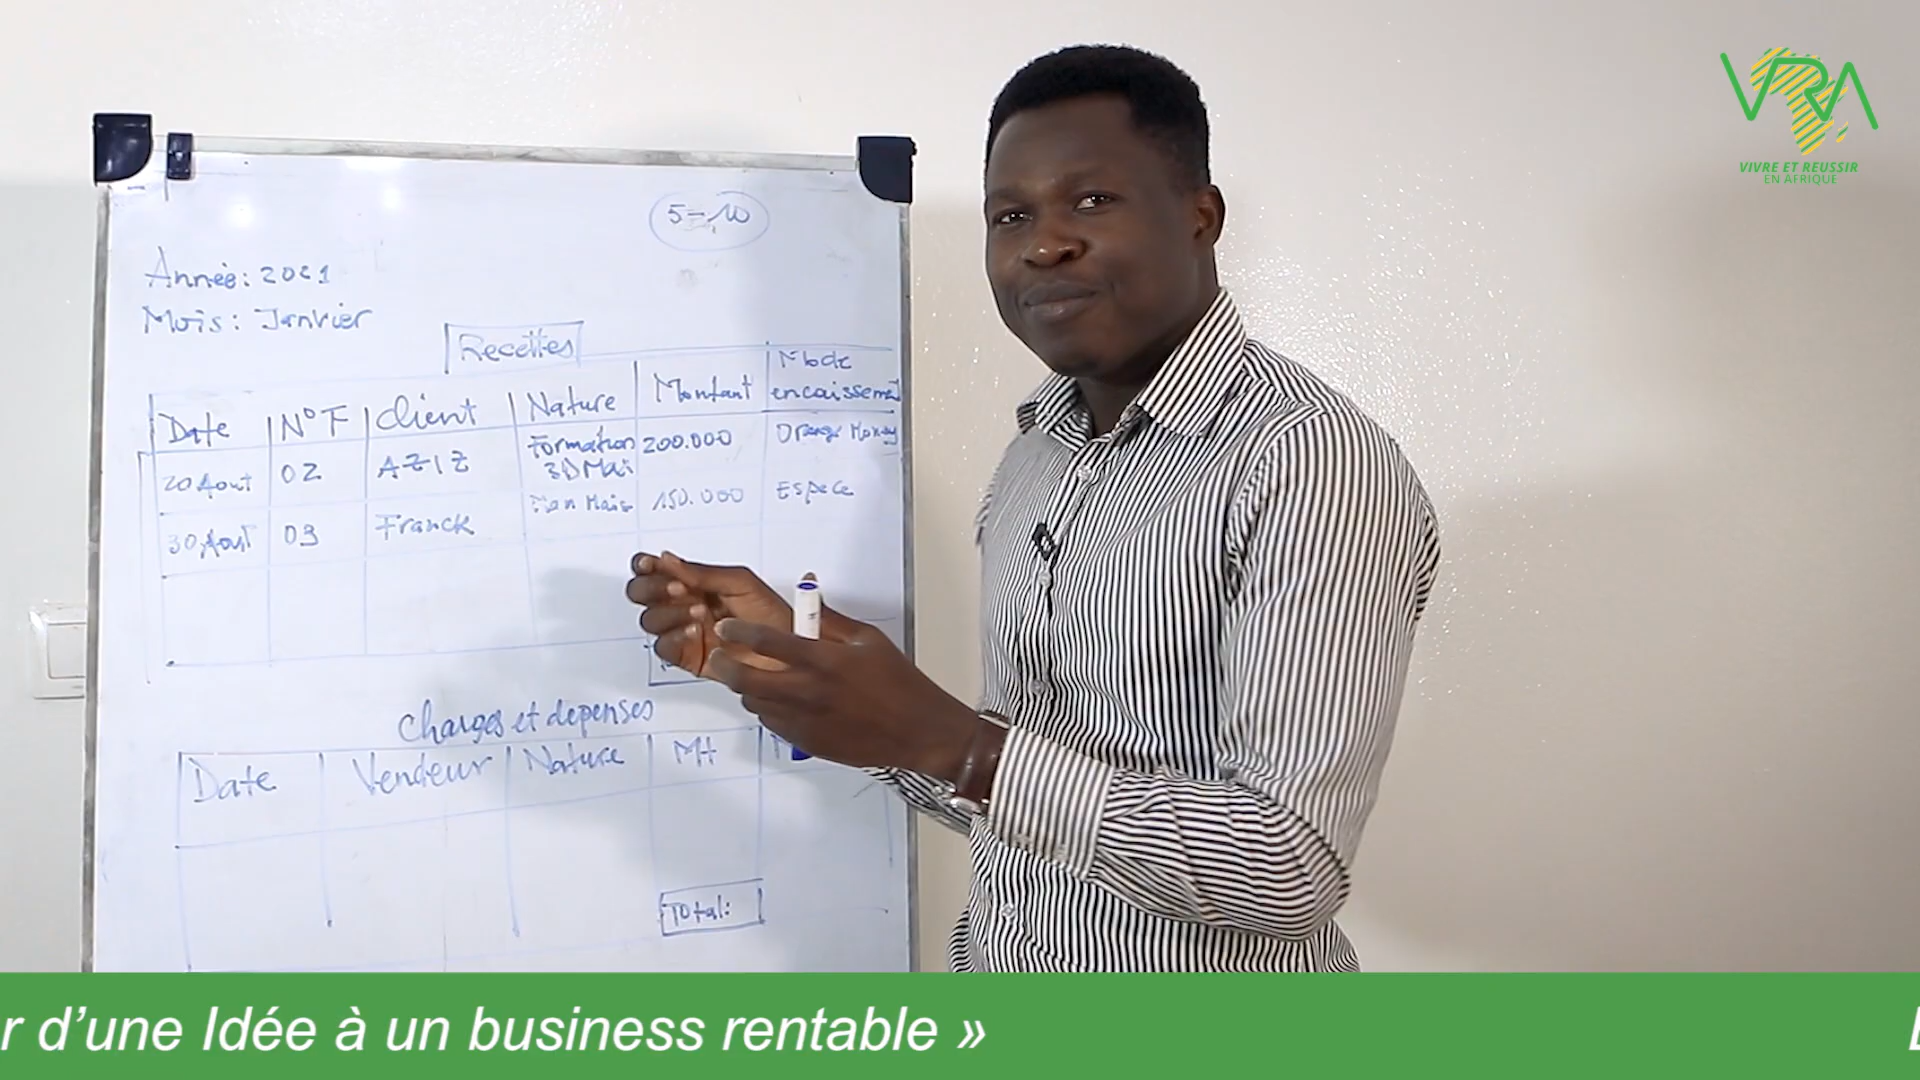 VRA
VIVRE ET REUSSIR
EN AFRIQUE
5-10
Année: 2021
Mois: Janvier
Recettes
Date N° F Client Nature Montant Mode encaissement
20 Aout 02 AZIZ Formation 200.000 Orange Money
30 Aout 03 Franck 150.000 Espece
Charges et depenses
Date Vendeur Nature Mt
Total:
r d’une Idée à un business rentable »